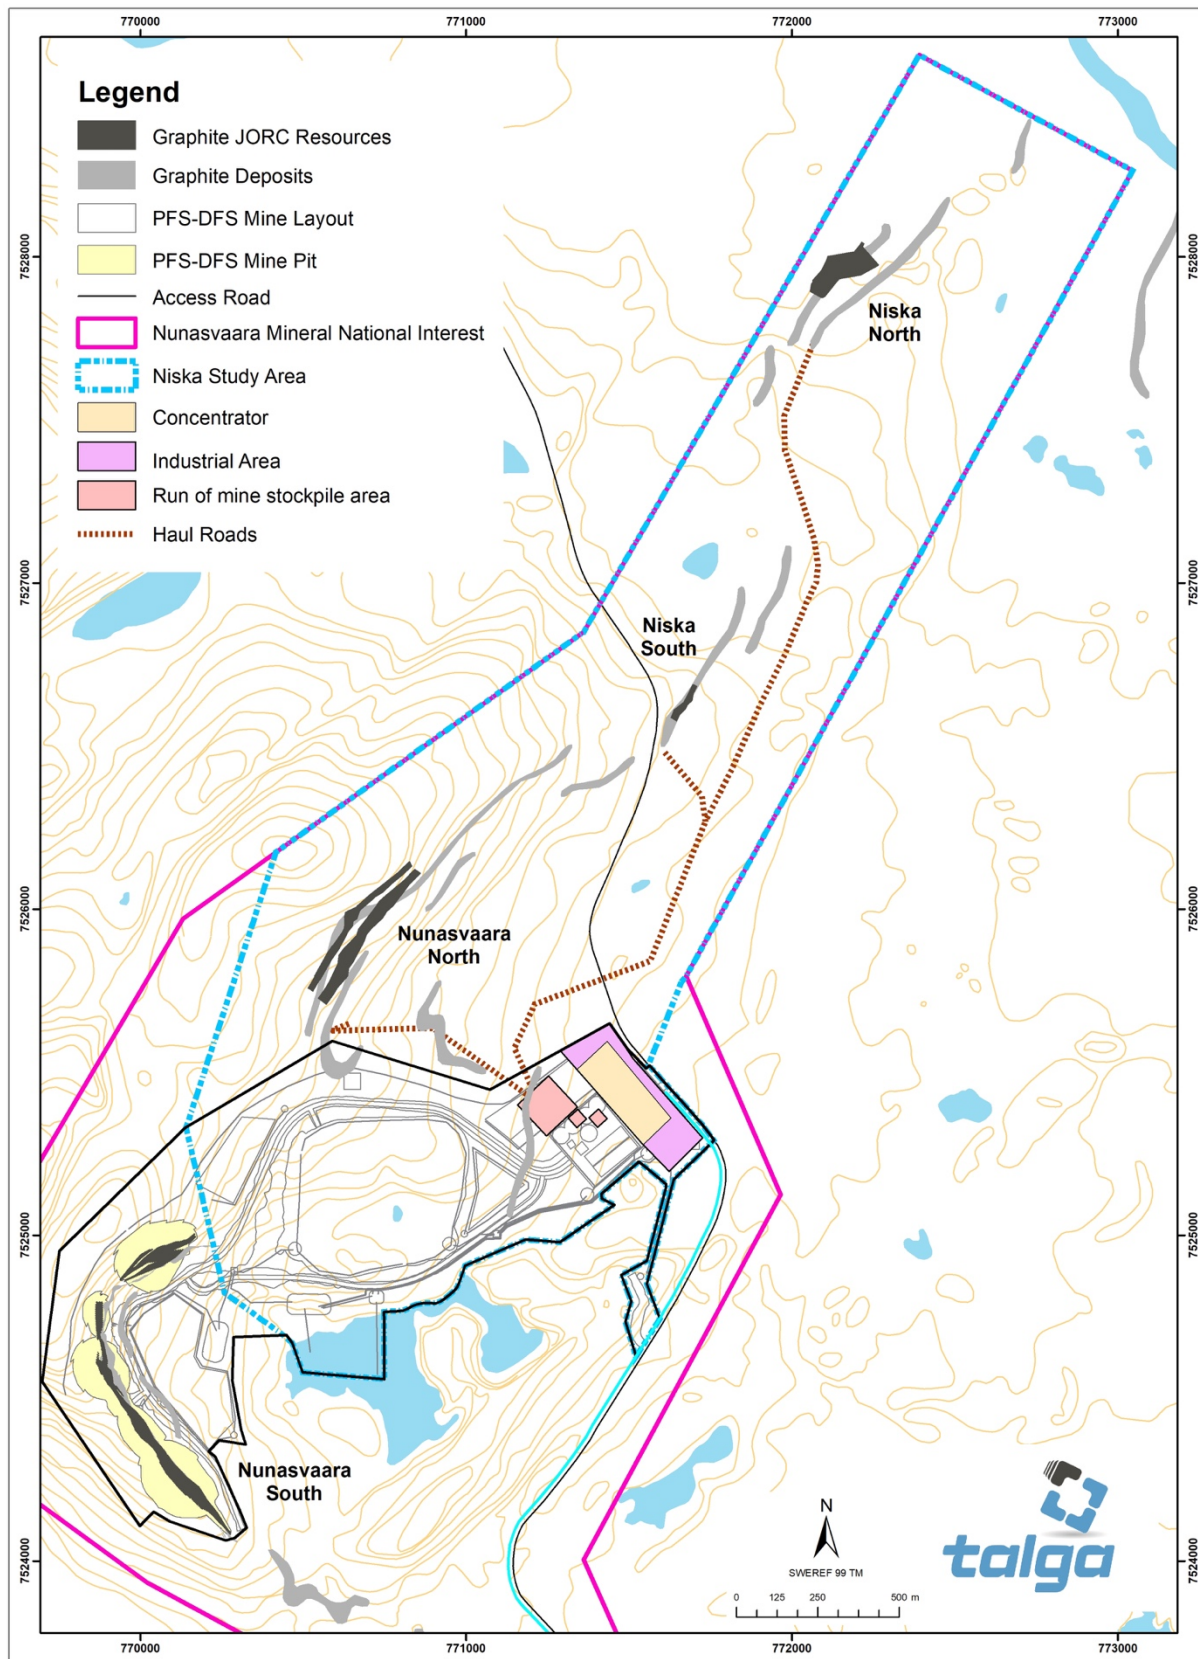 770000
771000
772000
773000
Legend
Graphite JORC Resources
Graphite Deposits
PFS-DFS Mine Layout
PFS-DFS Mine Pit
Access Road
Nunasvaara Mineral National Interest
Niska Study Area
Concentrator
Industrial Area
Run of mine stockpile area
Haul Roads
7528000
7528000
Niska
North
7527000
7527000
Niska
South
7526000
7526000
Nunasvaara
North
7525000
7525000
Nunasvaara
South
7524000
7524000
N
SWEREF 99 TM
0 125 250 500 m
talga
770000
771000
772000
773000